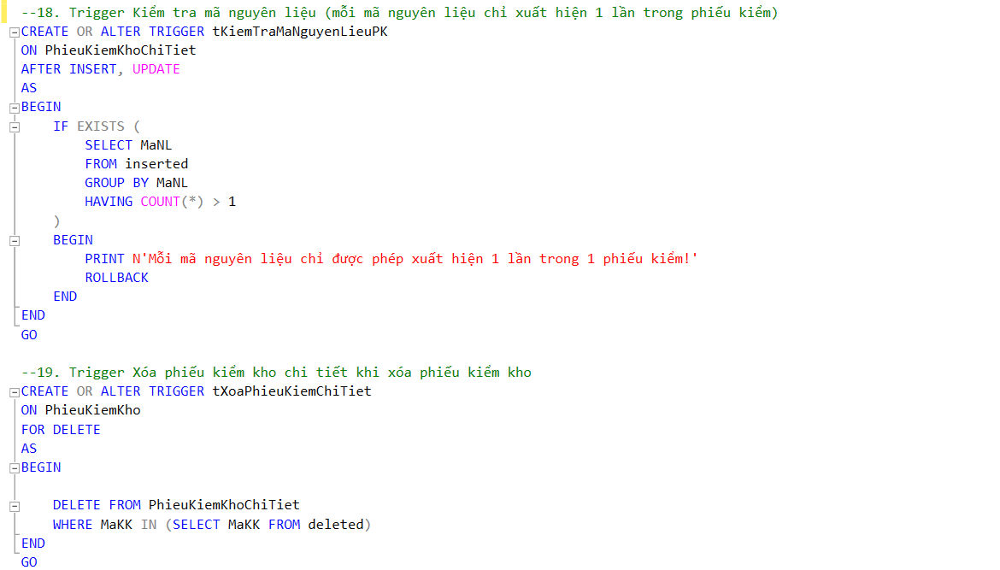 --18. Trigger Kiểm tra mã nguyên liệu (mỗi mã nguyên liệu chỉ xuất hiện 1 lần trong phiếu kiểm)
CREATE OR ALTER TRIGGER tKiemTraMaNguyenLieuPK
ON PhieuKiemKhoChiTiet
AFTER INSERT, UPDATE
AS
BEGIN
    IF EXISTS (
        SELECT MaNL
        FROM inserted
        GROUP BY MaNL
        HAVING COUNT(*) > 1
    )
    BEGIN
        PRINT N'Mỗi mã nguyên liệu chỉ được phép xuất hiện 1 lần trong 1 phiếu kiểm!'
        ROLLBACK
    END
END
GO
--19. Trigger Xóa phiếu kiểm kho chi tiết khi xóa phiếu kiểm kho
CREATE OR ALTER TRIGGER tXoaPhieuKiemChiTiet
ON PhieuKiemKho
FOR DELETE
AS
BEGIN
    DELETE FROM PhieuKiemKhoChiTiet
    WHERE MaKK IN (SELECT MaKK FROM deleted)
END
GO